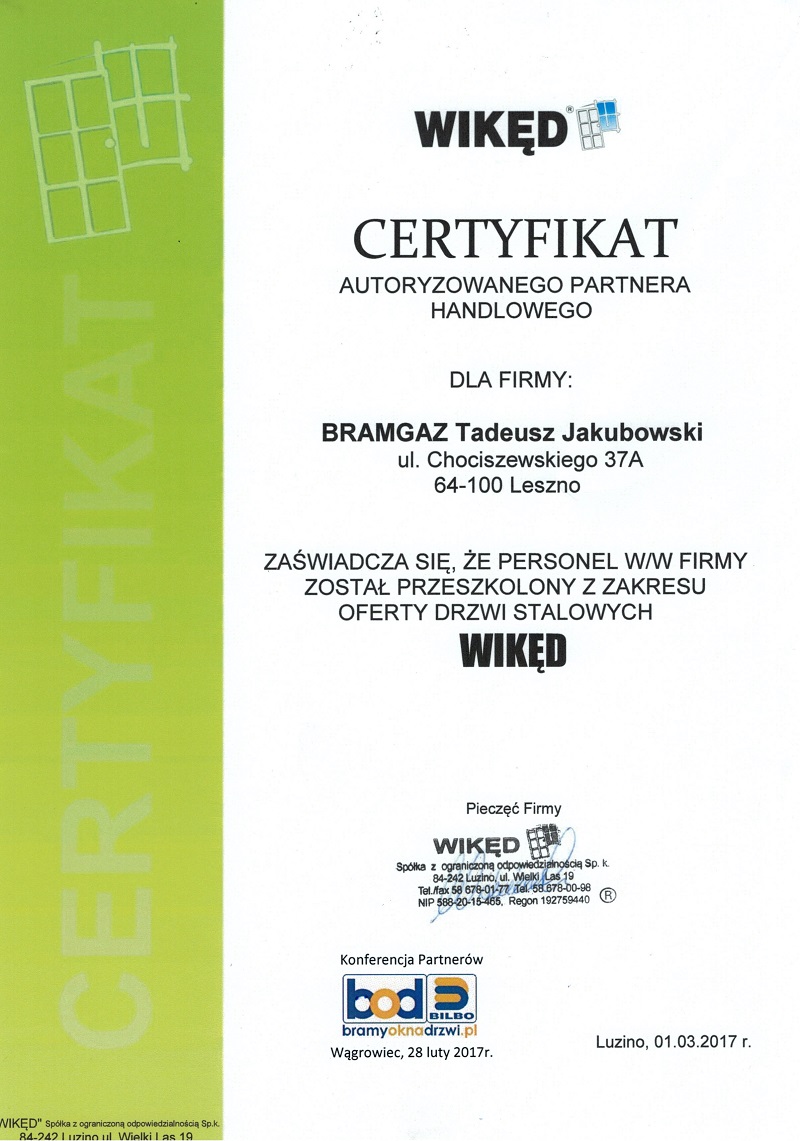 WIKĘD®
CERTYFIKAT
AUTORYZOWANEGO PARTNERA
HANDLOWEGO
DLA FIRMY:
BRAMGAZ Tadeusz Jakubowski
ul. Chociszewskiego 37A
64-100 Leszno
ZAŚWIADCZA SIĘ, ŻE PERSONEL W/W FIRMY
ZOSTAŁ PRZESZKOLONY Z ZAKRESU
OFERTY DRZWI STALOWYCH
WIKĘD
Pieczęć Firmy
WIKĘD
Spółka z ograniczoną odpowiedzialnością Sp. k.
84-242 Luzino, ul. Wielki Las 19
Tel./fax 58 678-01-77 Tel. 58 678-00-98
NIP 588-20-15-465, Regon 192759440 ®
Konferencja Partnerów
bod BILBO
bramyoknadrzwi.pl
Wągrowiec, 28 luty 2017r.
Luzino, 01.03.2017 r.
CERTYFIKAT
WIKĘD" Spółka z ograniczoną odpowiedzialnością Sp.k.
84-242 Luzino ul. Wielki Las 19